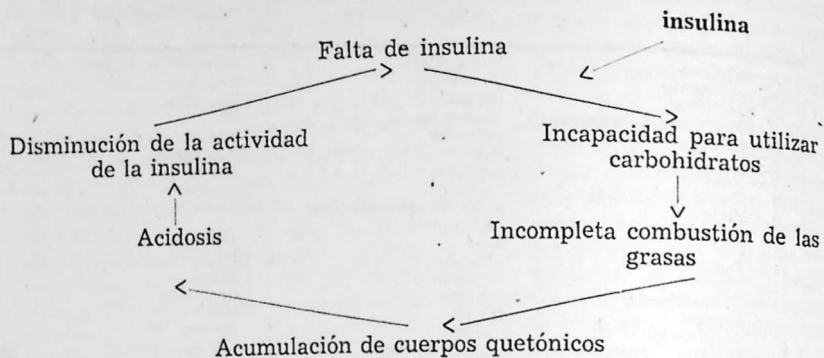 insulina
Falta de insulina
Disminución de la actividad
de la insulina
Incapacidad para utilizar
carbohidratos
Acidosis
Incompleta combustión de las
grasas
Acumulación de cuerpos quetónicos